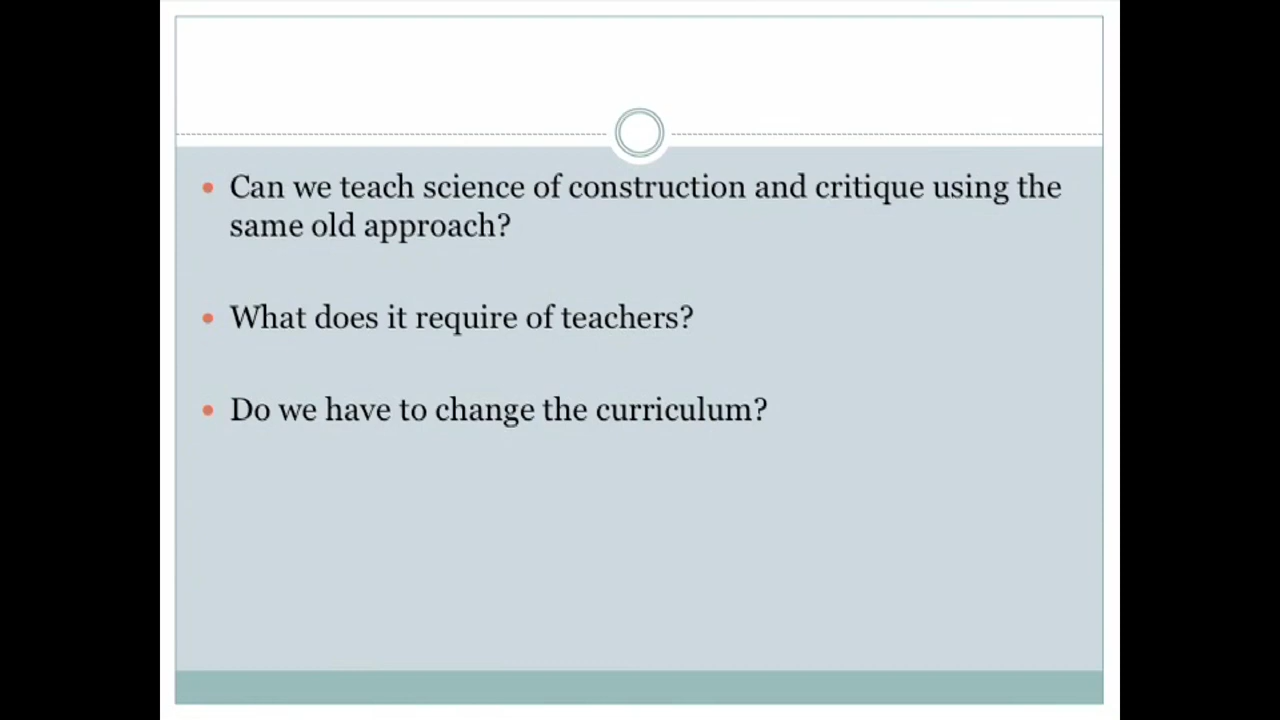 Can we teach science of construction and critique using the
same old approach?
What does it require of teachers?
Do we have to change the curriculum?